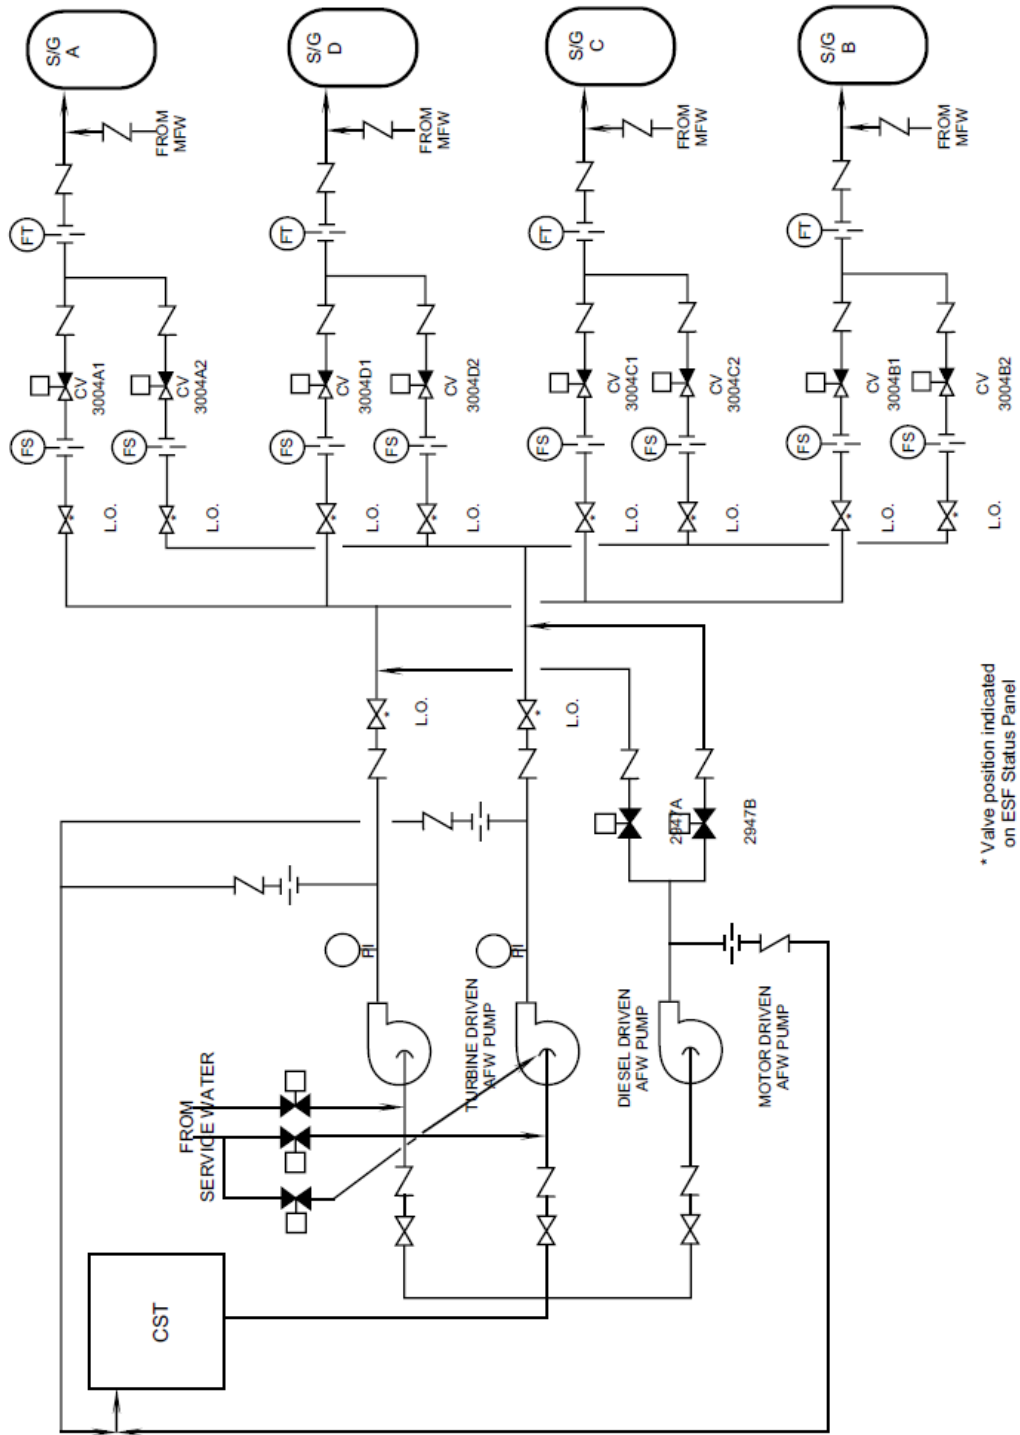 S/G
A
S/G
D
S/G
C
S/G
B
FROM
MFW
FROM
MFW
FROM
MFW
FROM
MFW
FT
FT
FT
FT
CV
3004A1
CV
3004A2
CV
3004D1
CV
3004D2
CV
3004C1
CV
3004C2
CV
3004B1
CV
3004B2
FS
FS
FS
FS
FS
FS
FS
FS
*
L.O.
*
L.O.
*
L.O.
*
L.O.
*
L.O.
*
L.O.
*
L.O.
*
L.O.
*
L.O.
*
L.O.
2947A
2947B
* Valve position indicated
on ESF Status Panel
PI
PI
TURBINE DRIVEN
AFW PUMP
DIESEL DRIVEN
AFW PUMP
MOTOR DRIVEN
AFW PUMP
FROM
SERVICE WATER
CST